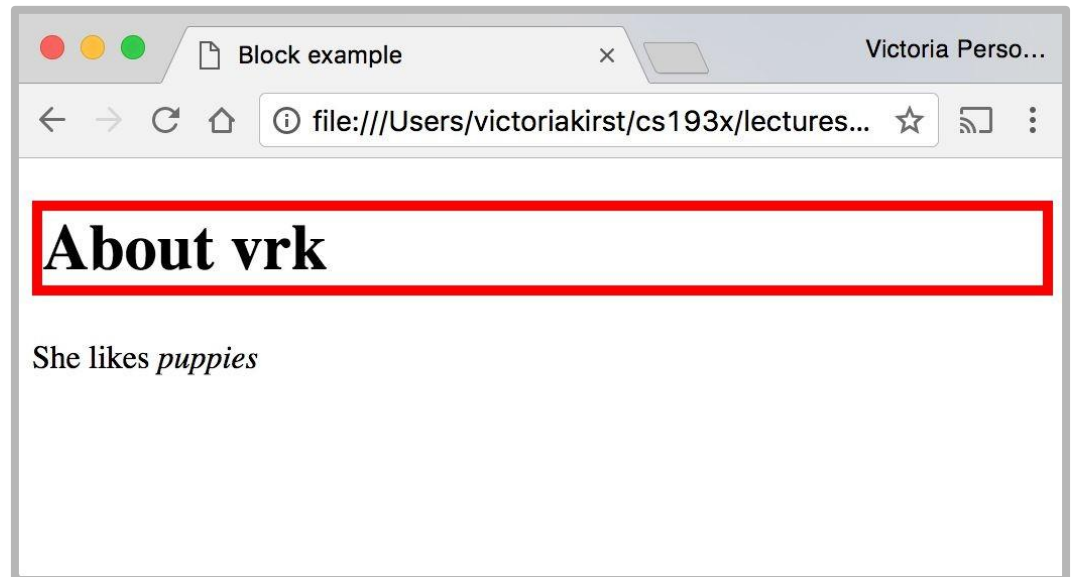 Block example
Victoria Perso...
file:///Users/victoriakirst/cs193x/lectures...
About vrk
She likes puppies